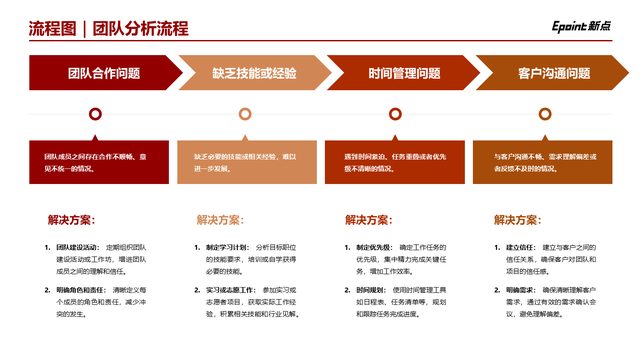 流程图｜团队分析流程
Epoint新点
团队合作问题
缺乏技能或经验
时间管理问题
客户沟通问题
团队成员之间存在合作不顺畅、意
见不统一的情况。
缺乏必要的技能或相关经验，难以
进一步发展。
遇到时间紧迫、任务重叠或者优先
级不清晰的情况。
与客户沟通不畅、需求理解偏差或
者反馈不及时的情况。
解决方案：
1. 团队建设活动： 定期组织团队
建设活动或工作坊，增进团队
成员之间的理解和信任。
2. 明确角色和责任： 清晰定义每
个成员的角色和责任，减少冲
突的发生。
解决方案：
1. 制定学习计划： 分析目标职位
的技能要求，培训或自学获得
必要的技能。
2. 实习或志愿工作： 参加实习或
志愿者项目，获取实际工作经
验，积累相关技能和行业见解。
解决方案：
1. 制定优先级： 确定工作任务的
优先级，集中精力完成关键任
务，增加工作效率。
2. 时间规划： 使用时间管理工具
如日程表、任务清单等，规划
和跟踪任务完成进度。
解决方案：
1. 建立信任： 建立与客户之间的
信任关系，确保客户对团队和
项目的信任感。
2. 明确需求： 确保清晰理解客户
需求，通过有效的需求确认会
议，避免理解偏差。